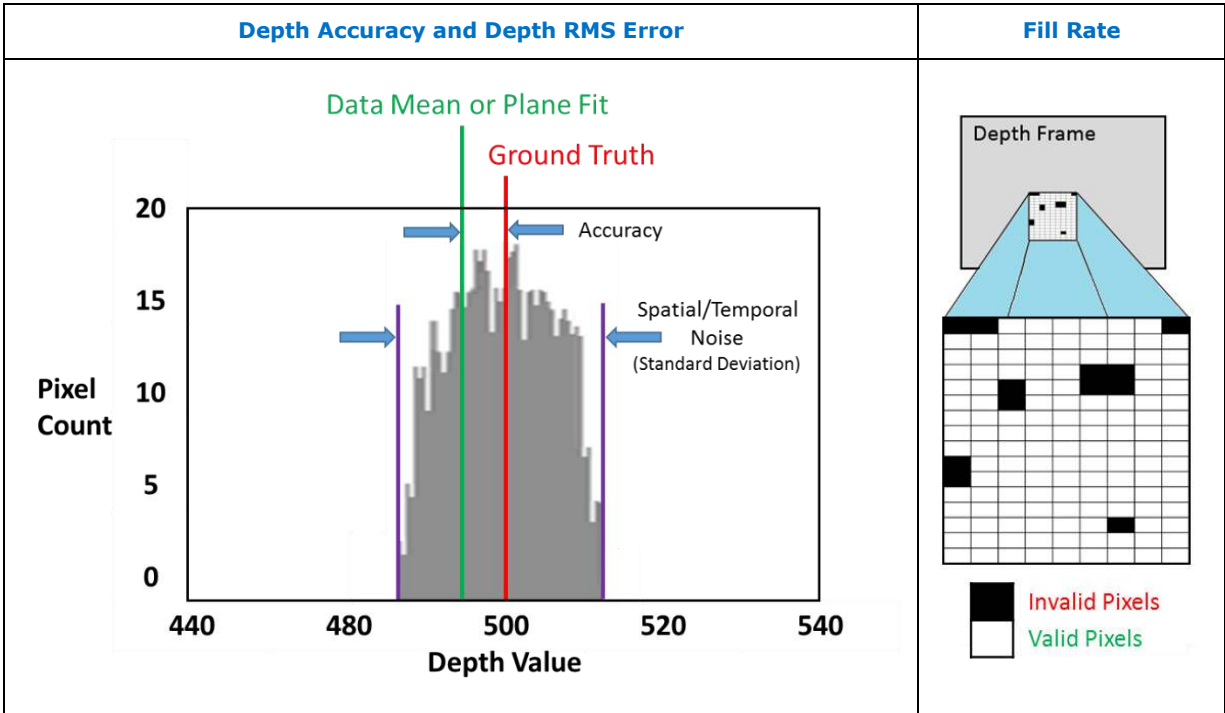 Depth Accuracy and Depth RMS Error
Fill Rate
Data Mean or Plane Fit
Ground Truth
20
Accuracy
15
Spatial/Temporal
Noise
(Standard Deviation)
Pixel
Count
10
5
0
440
480
500
520
540
Depth Value
Depth Frame
Invalid Pixels
Valid Pixels